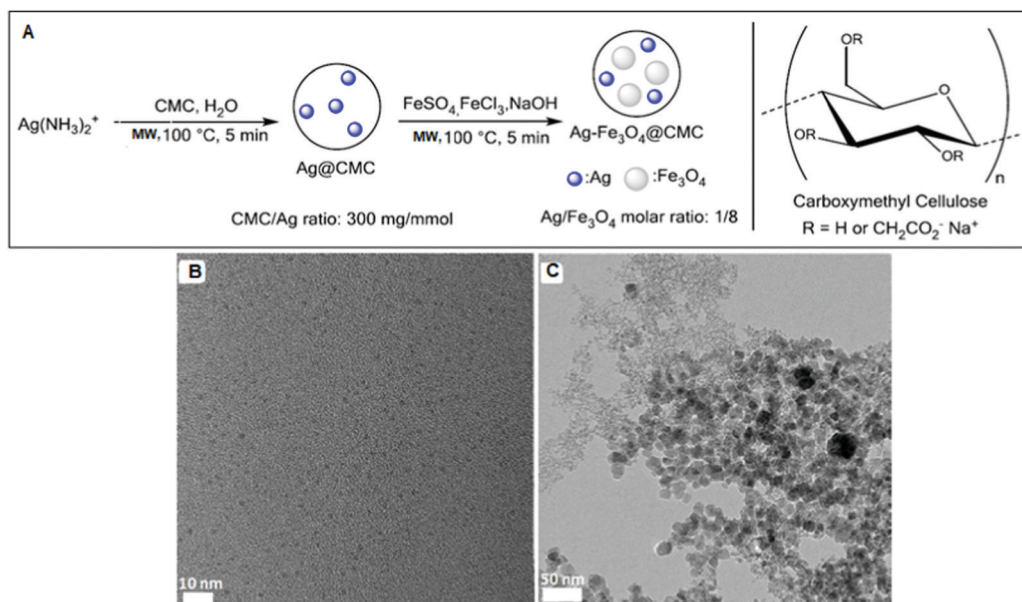 A
Ag(NH₃)₂⁺
CMC, H₂O
MW, 100 °C, 5 min
Ag@CMC
FeSO₄,FeCl₃,NaOH
MW, 100 °C, 5 min
Ag-Fe₃O₄@CMC
:Ag :Fe₃O₄
CMC/Ag ratio: 300 mg/mmol
Ag/Fe₃O₄ molar ratio: 1/8
OR
O
RO
OR
n
Carboxymethyl Cellulose
R = H or CH₂CO₂⁻ Na⁺
B
10 nm
C
50 nm